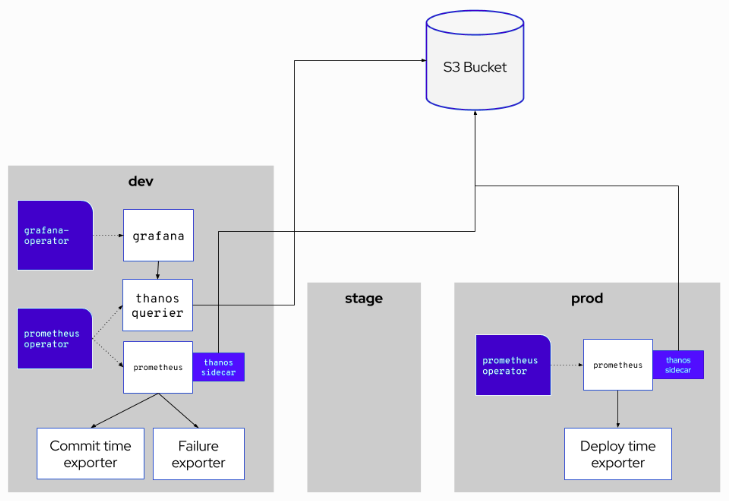 S3 Bucket
dev
grafana-
operator
grafana
thanos
querier
prometheus
operator
prometheus
thanos
sidecar
Commit time
exporter
Failure
exporter
stage
prod
prometheus
operator
prometheus
thanos
sidecar
Deploy time
exporter